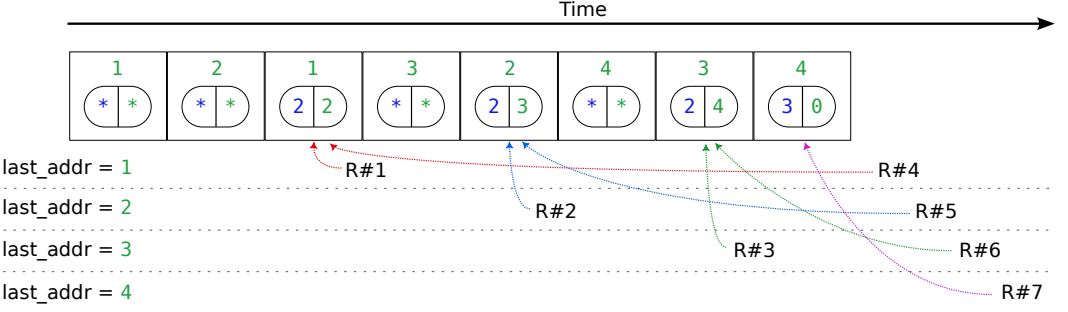 Time
1 2 1 3 2 4 3 4
* * * * 2 2 * * 2 3 * * 2 4 3 0
last_addr = 1 R#1 R#4
last_addr = 2 R#2 R#5
last_addr = 3 R#3 R#6
last_addr = 4 R#7